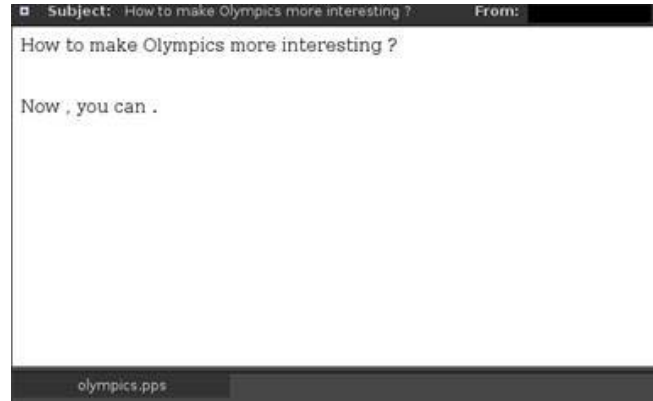 Subject: How to make Olympics more interesting ? From:
How to make Olympics more interesting ?
Now , you can .
olympics.pps